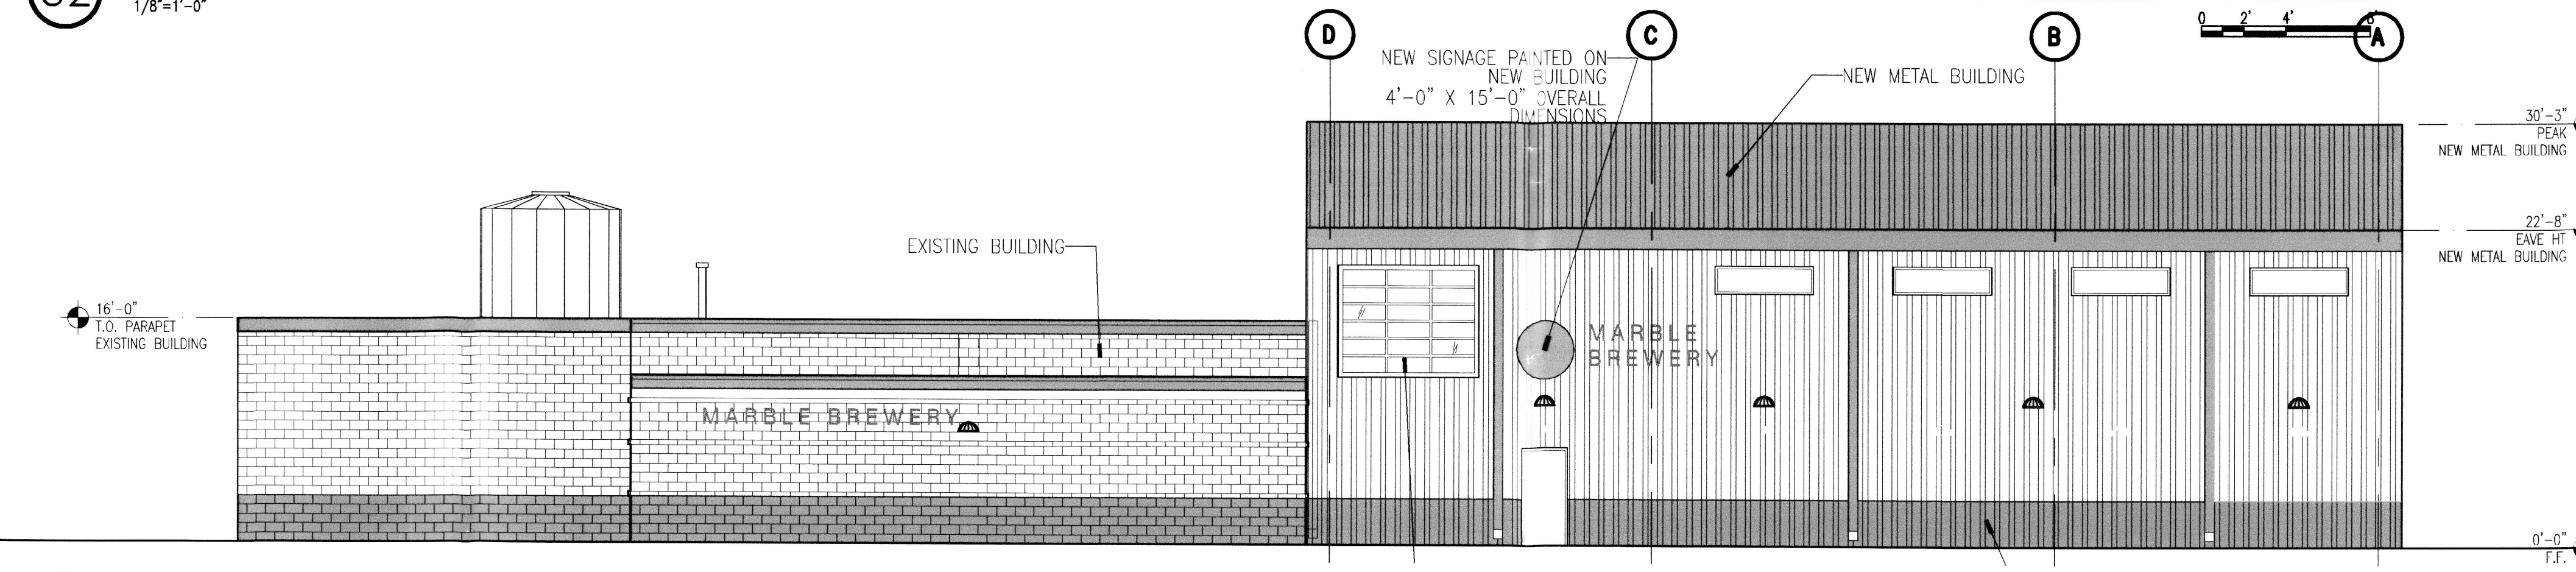 02
1/8"=1'-0"
D
C
B
A
0 2' 4' 8'
NEW SIGNAGE PAINTED ON
NEW BUILDING
4'-0" X 15'-0" OVERALL
DIMENSIONS
NEW METAL BUILDING
30'-3"
PEAK
NEW METAL BUILDING
22'-8"
EAVE HT
NEW METAL BUILDING
EXISTING BUILDING
16'-0"
T.O. PARAPET
EXISTING BUILDING
MARBLE
BREWERY
MARBLE BREWERY
0'-0"
F.F.